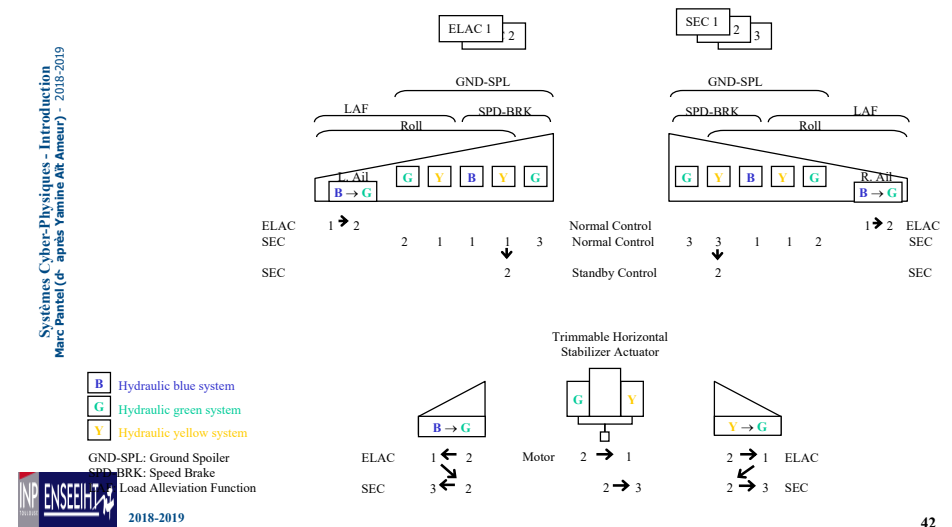 Systèmes Cyber-Physiques - Introduction
Marc Pantel (d' après Yamine Aït Ameur) - 2018-2019
ELAC 1
2
SEC 1
2
3
GND-SPL
GND-SPL
LAF
SPD-BRK
SPD-BRK
LAF
Roll
Roll
L. Ail
G Y B Y G
G Y B Y G
R. Ail
B → G
B → G
ELAC 1 → 2 Normal Control 1 → 2 ELAC
SEC 2 1 1 1 3 Normal Control 3 3 1 1 2 SEC
SEC 2 Standby Control 2 SEC
Trimmable Horizontal
Stabilizer Actuator
B Hydraulic blue system
G Hydraulic green system
Y Hydraulic yellow system
G Y
B → G
Y → G
GND-SPL: Ground Spoiler
SPD-BRK: Speed Brake
Load Alleviation Function
ELAC 1 ← 2 Motor 2 → 1 2 → 1 ELAC
SEC 3 ← 2 2 → 3 2 → 3 SEC
INP ENSEEIHT
2018-2019
42